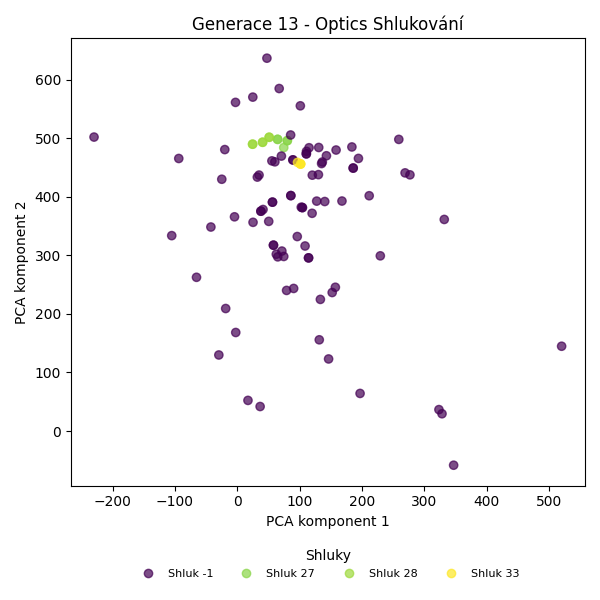 Generace 13 - Optics Shlukování
PCA komponent 2
600
500
400
300
200
100
0
−200 −100 0 100 200 300 400 500
PCA komponent 1
Shluky
Shluk -1 Shluk 27 Shluk 28 Shluk 33